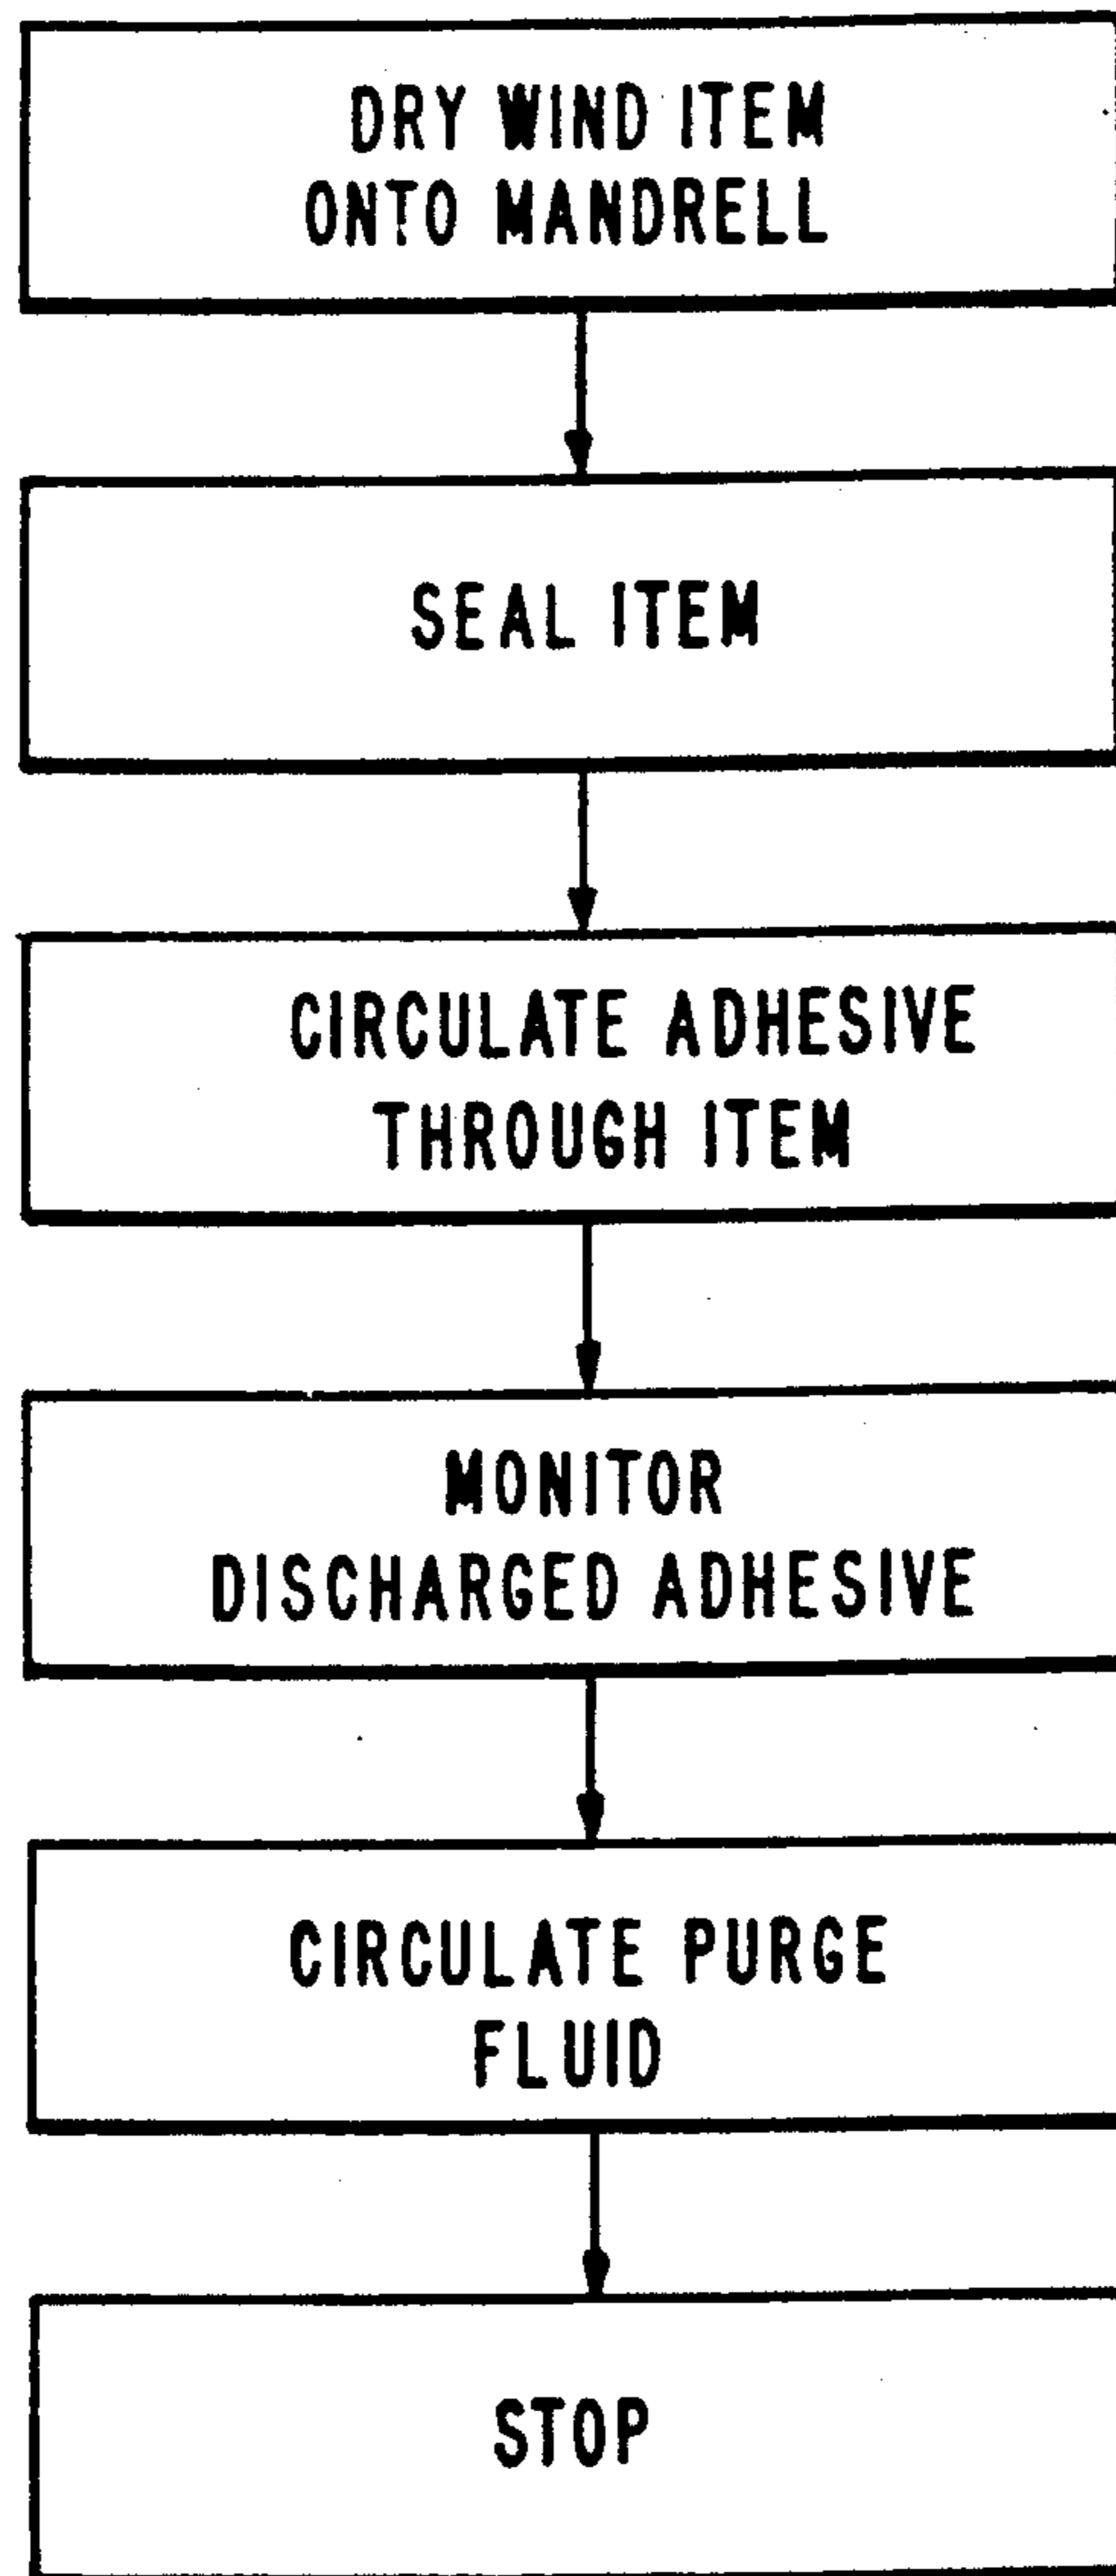 DRY WIND ITEM
ONTO MANDRELL
SEAL ITEM
CIRCULATE ADHESIVE
THROUGH ITEM
MONITOR
DISCHARGED ADHESIVE
CIRCULATE PURGE
FLUID
STOP